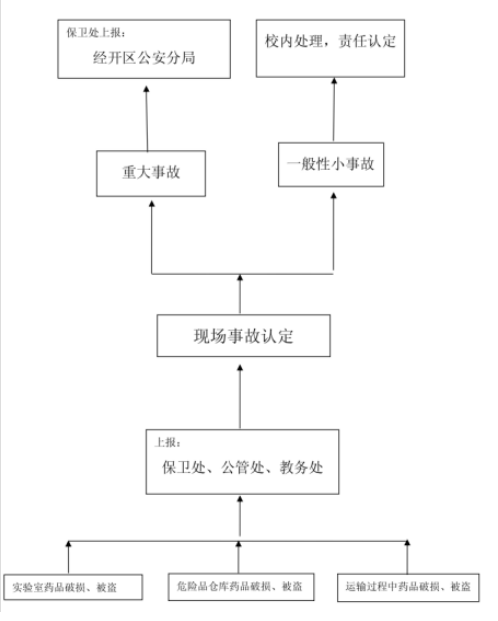 保卫处上报：
经开区公安分局
校内处理，责任认定
重大事故
一般性小事故
现场事故认定
上报：
保卫处、公管处、教务处
实验室药品破损、被盗
危险品仓库药品破损、被盗
运输过程中药品破损、被盗